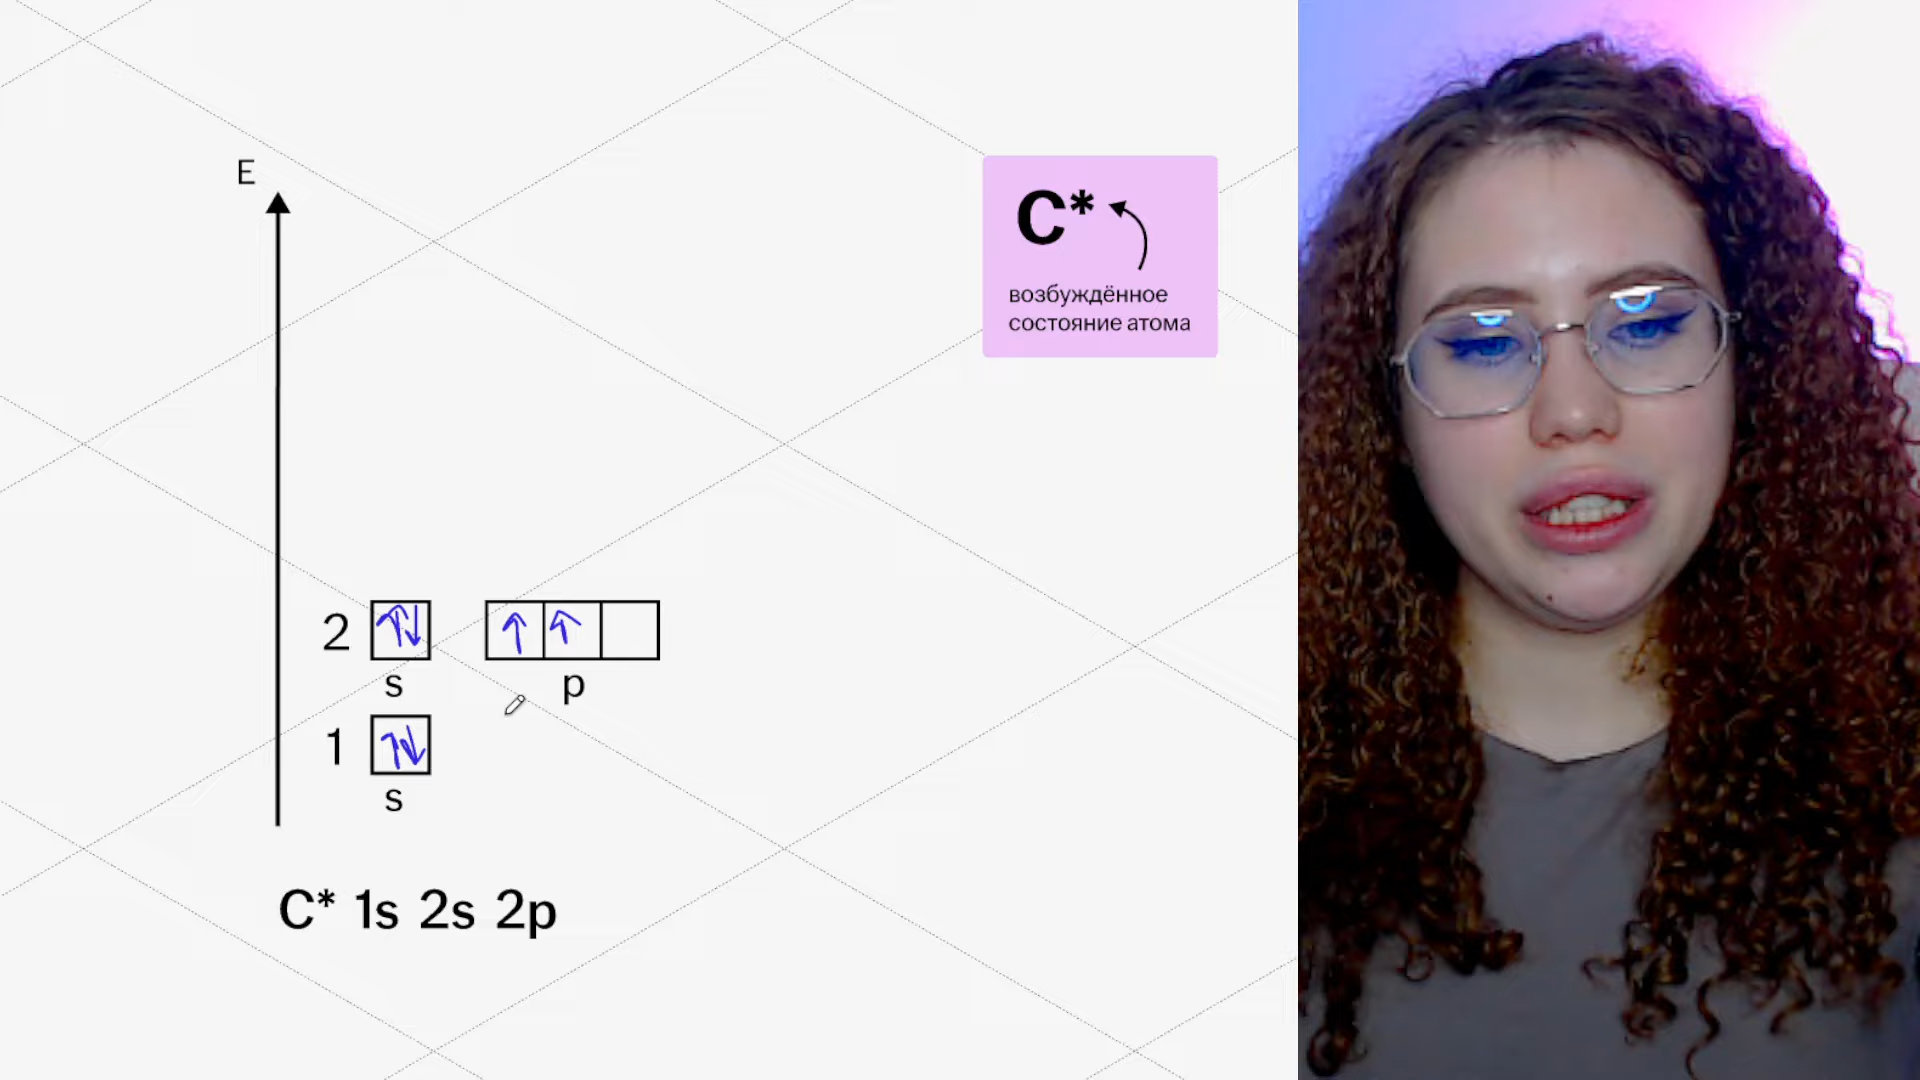 E
C*
возбуждённое
состояние атома
2
s
p
1
s
C* 1s 2s 2p